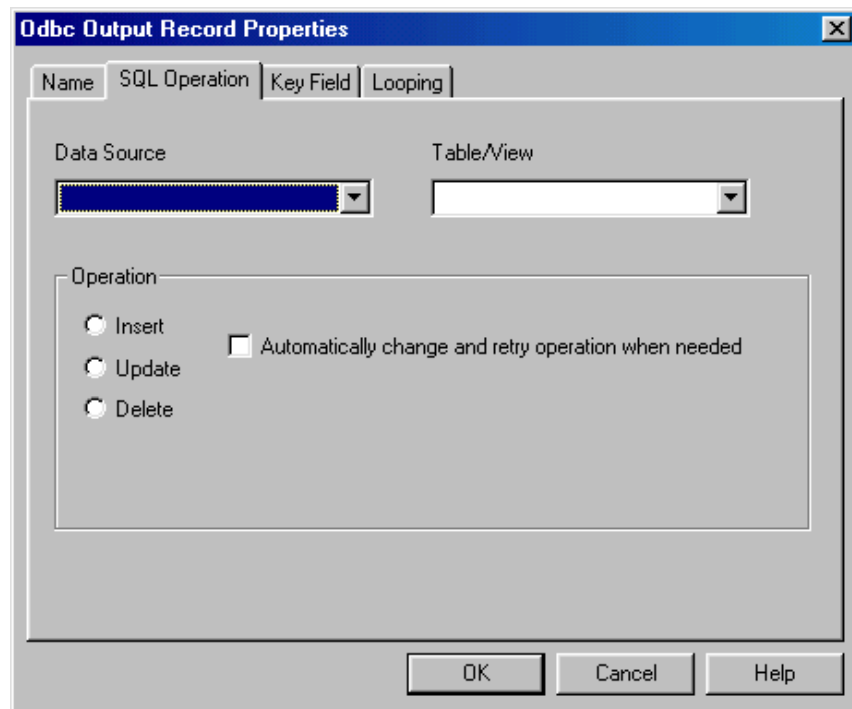 Odbc Output Record Properties
Name SQL Operation Key Field Looping
Data Source Table/View
Operation
Insert
Automatically change and retry operation when needed
Update
Delete
OK Cancel Help